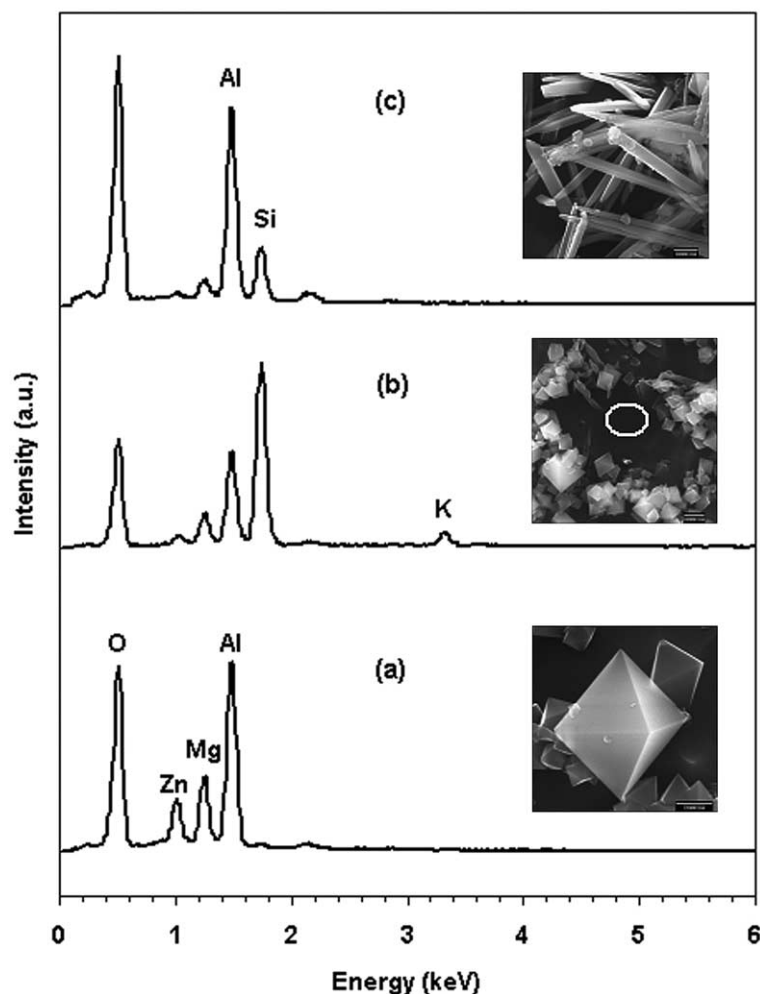 Al
(c)
Si
(b)
K
O
Al
(a)
Mg
Zn
Intensity (a.u.)
0 1 2 3 4 5 6
Energy (keV)